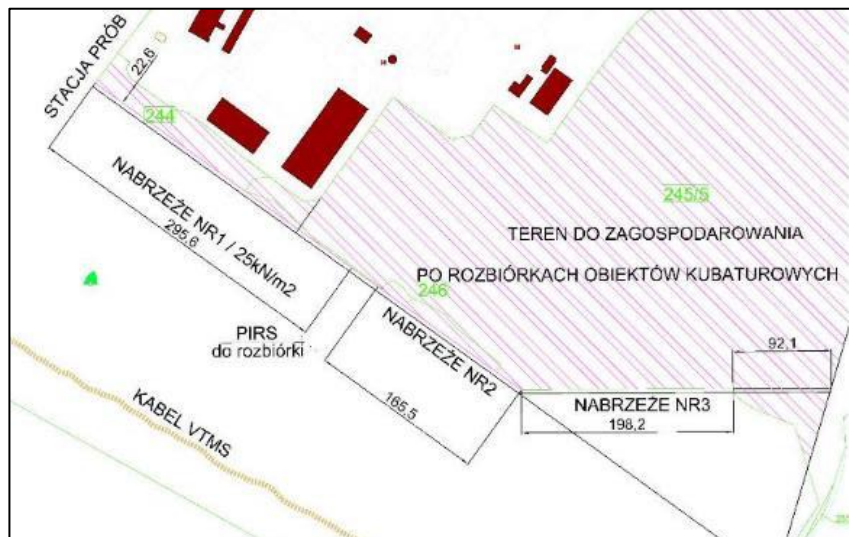 STACJA PRÓB
22,6
244
NABRZEŻE NR1 / 25kN/m2
295,6
245/5
TEREN DO ZAGOSPODAROWANIA
PO ROZBIÓRKACH OBIEKTÓW KUBATUROWYCH
246
PIRS
do rozbiórki
NABRZEŻE NR2
165,5
92,1
NABRZEŻE NR3
198,2
KABEL VTMS